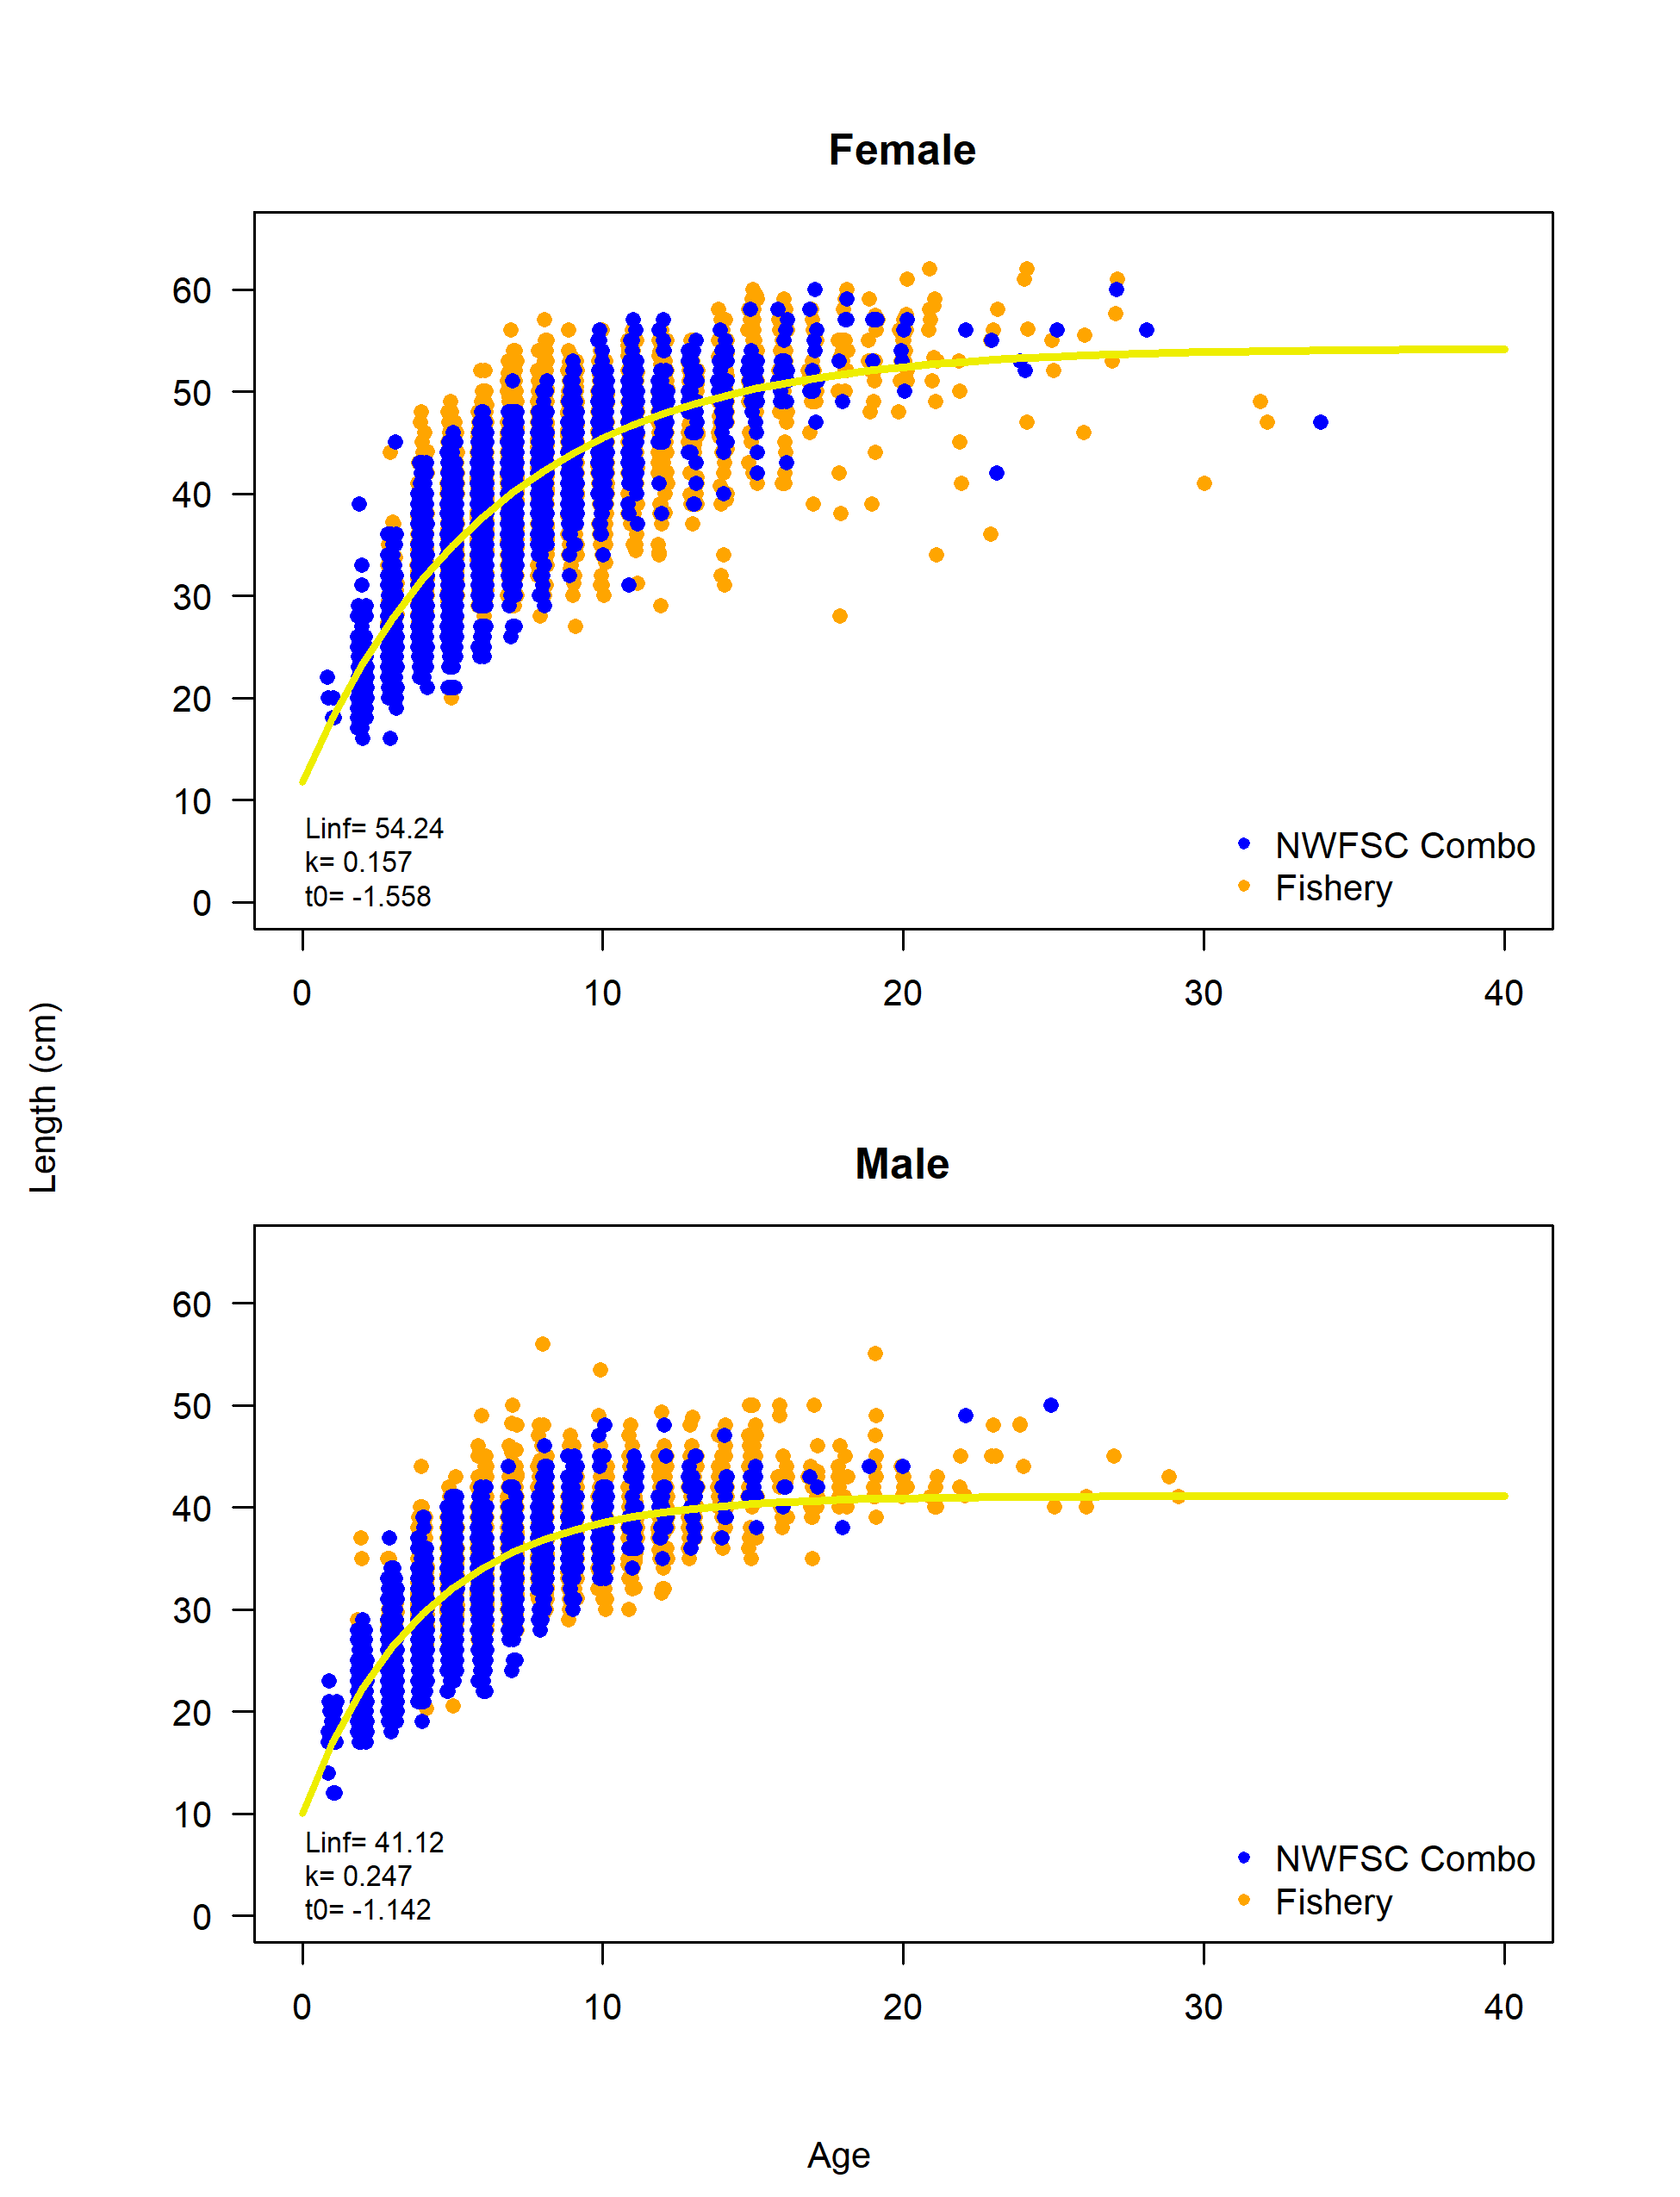 Female
60
50
40
30
20
10
0
Linf= 54.24
k= 0.157
t0= -1.558
NWFSC Combo
Fishery
0 10 20 30 40
Length (cm)
Male
60
50
40
30
20
10
0
Linf= 41.12
k= 0.247
t0= -1.142
NWFSC Combo
Fishery
0 10 20 30 40
Age